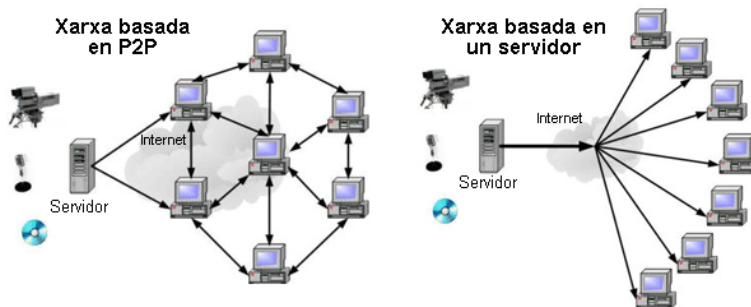 Xarxa basada
en P2P
Internet
Servidor
Xarxa basada en
un servidor
Internet
Servidor